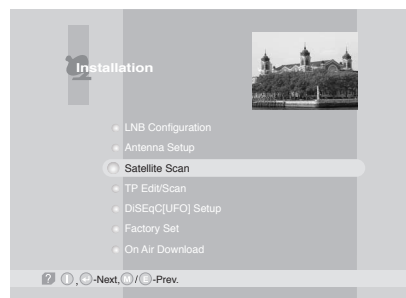 Installation
LNB Configuration
Antenna Setup
Satellite Scan
TP Edit/Scan
DiSEqC[UFO] Setup
Factory Set
On Air Download
? i , -Next, M / E -Prev.